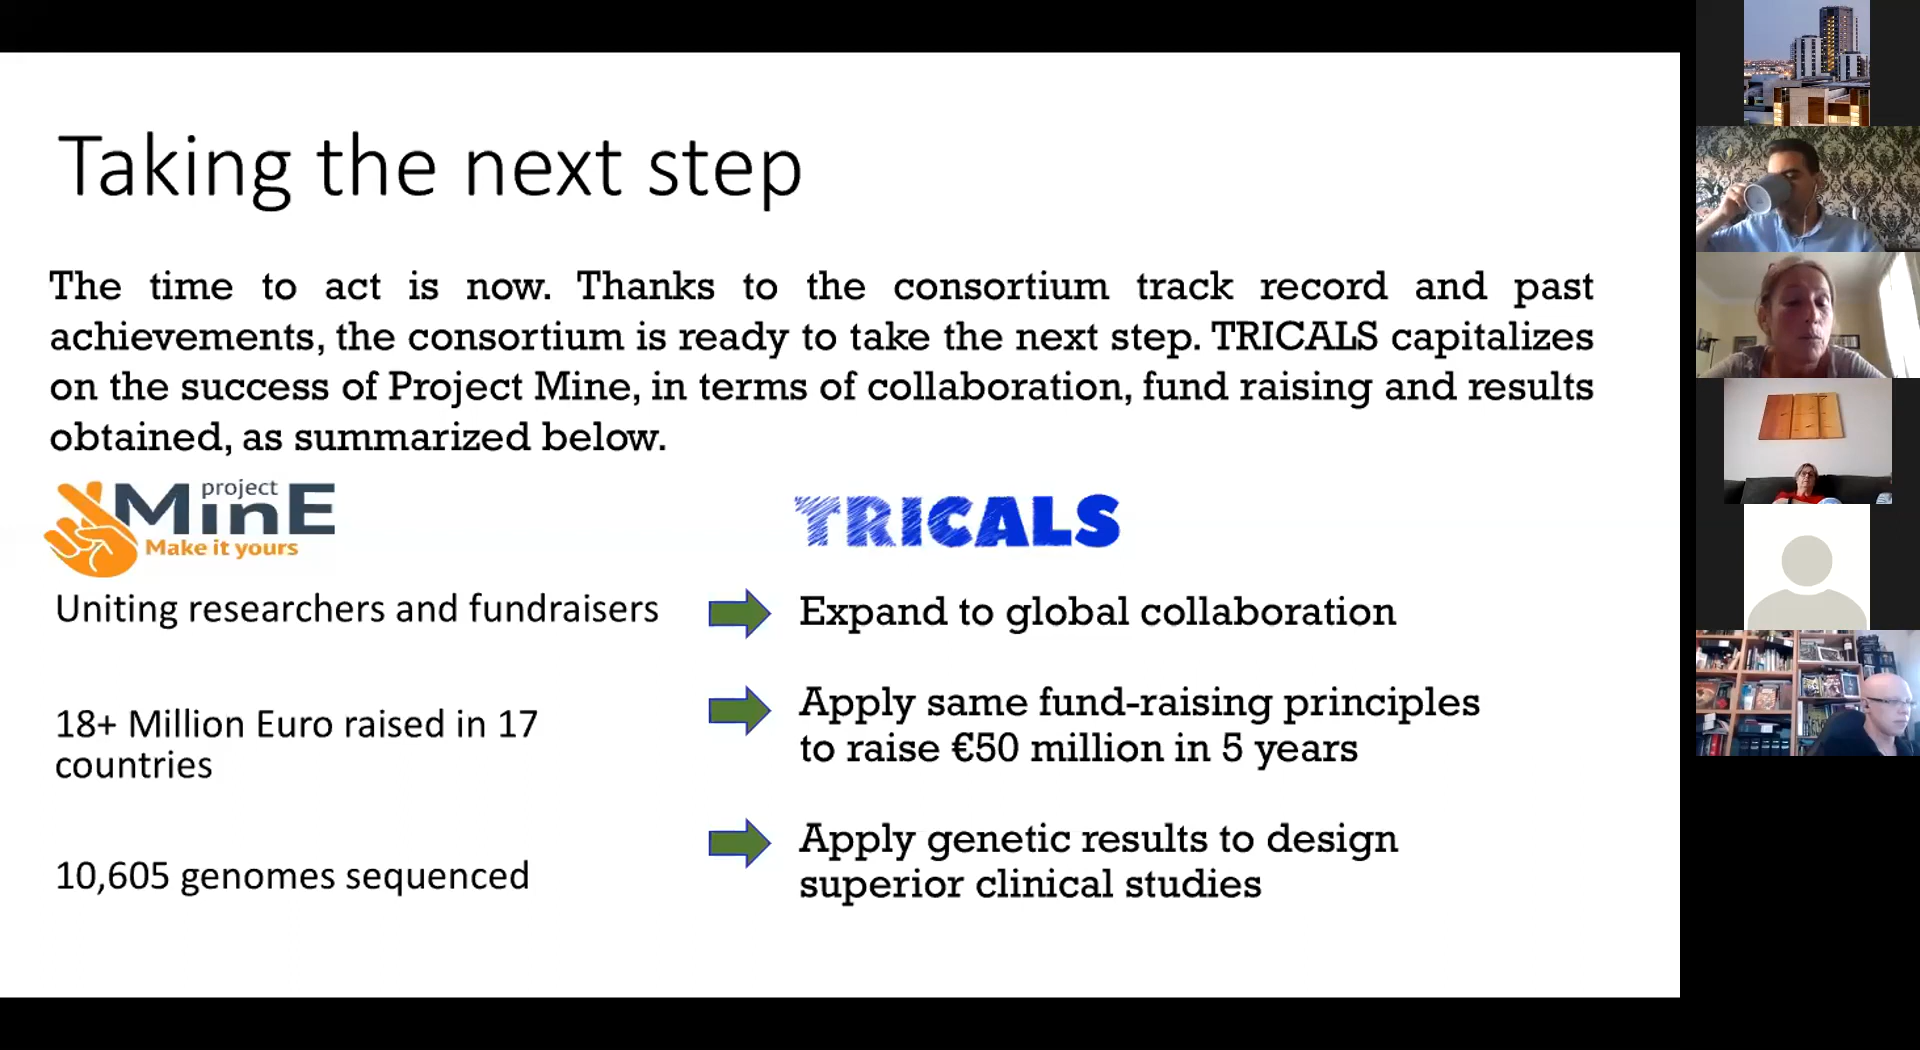 Taking the next step
The time to act is now. Thanks to the consortium track record and past
achievements, the consortium is ready to take the next step. TRICALS capitalizes
on the success of Project Mine, in terms of collaboration, fund raising and results
obtained, as summarized below.
project
MinE
Make it yours
TRICALS
Uniting researchers and fundraisers
Expand to global collaboration
18+ Million Euro raised in 17
countries
Apply same fund-raising principles
to raise €50 million in 5 years
10,605 genomes sequenced
Apply genetic results to design
superior clinical studies